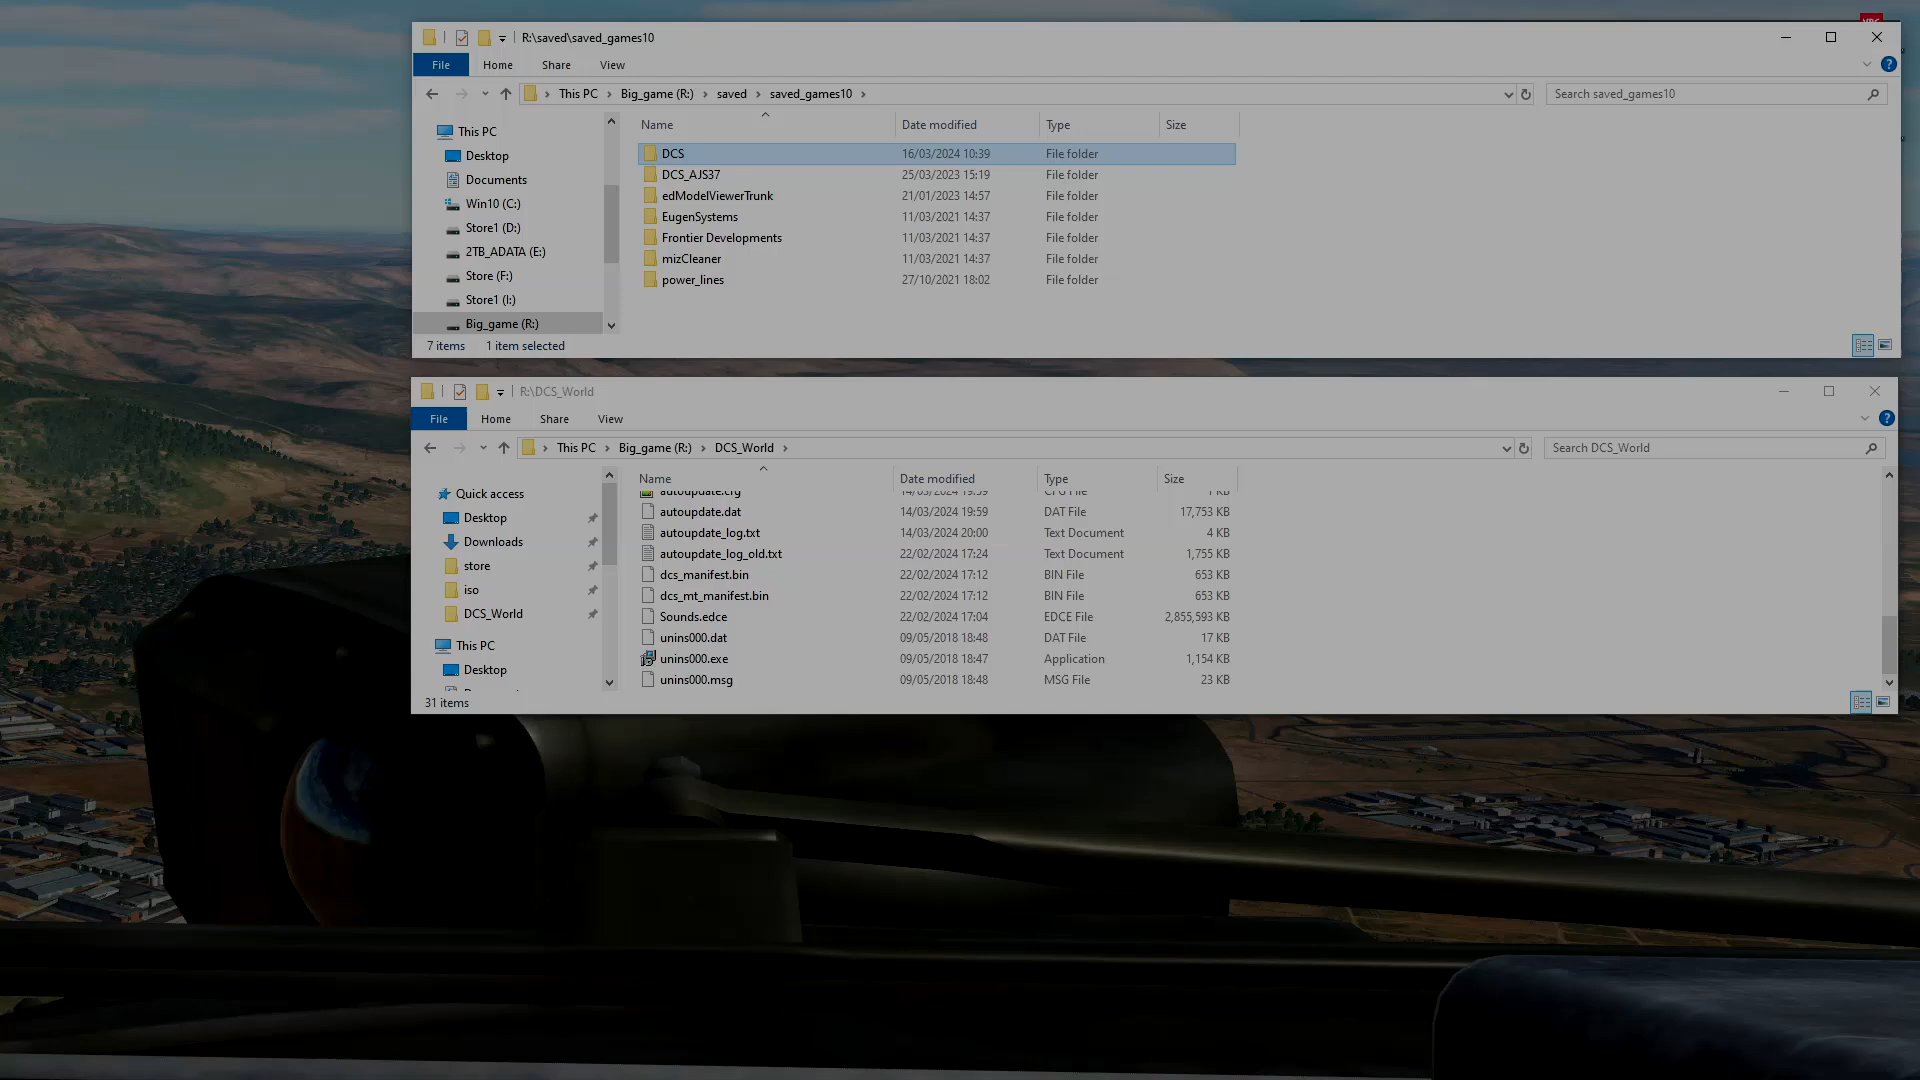 R:\saved\saved_games10
File Home Share View
This PC Big_game (R:) saved saved_games10
Search saved_games10
This PC
Desktop
Documents
Win10 (C:)
Store1 (D:)
2TB_ADATA (E:)
Store (F:)
Store1 (I:)
Big_game (R:)
Name Date modified Type Size
DCS 16/03/2024 10:39 File folder
DCS_AJS37 25/03/2023 15:19 File folder
edModelViewerTrunk 21/01/2023 14:57 File folder
EugenSystems 11/03/2021 14:37 File folder
Frontier Developments 11/03/2021 14:37 File folder
mizCleaner 11/03/2021 14:37 File folder
power_lines 27/10/2021 18:02 File folder
7 items 1 item selected
R:\DCS_World
File Home Share View
This PC Big_game (R:) DCS_World
Search DCS_World
Quick access
Desktop
Downloads
store
iso
DCS_World
This PC
Desktop
Name Date modified Type Size
autoupdate.cfg 14/03/2024 19:59 CFG File 1 KB
autoupdate.dat 14/03/2024 19:59 DAT File 17,753 KB
autoupdate_log.txt 14/03/2024 20:00 Text Document 4 KB
autoupdate_log_old.txt 22/02/2024 17:24 Text Document 1,755 KB
dcs_manifest.bin 22/02/2024 17:12 BIN File 653 KB
dcs_mt_manifest.bin 22/02/2024 17:12 BIN File 653 KB
Sounds.edce 22/02/2024 17:04 EDCE File 2,855,593 KB
unins000.dat 09/05/2018 18:48 DAT File 17 KB
unins000.exe 09/05/2018 18:47 Application 1,154 KB
unins000.msg 09/05/2018 18:48 MSG File 23 KB
31 items